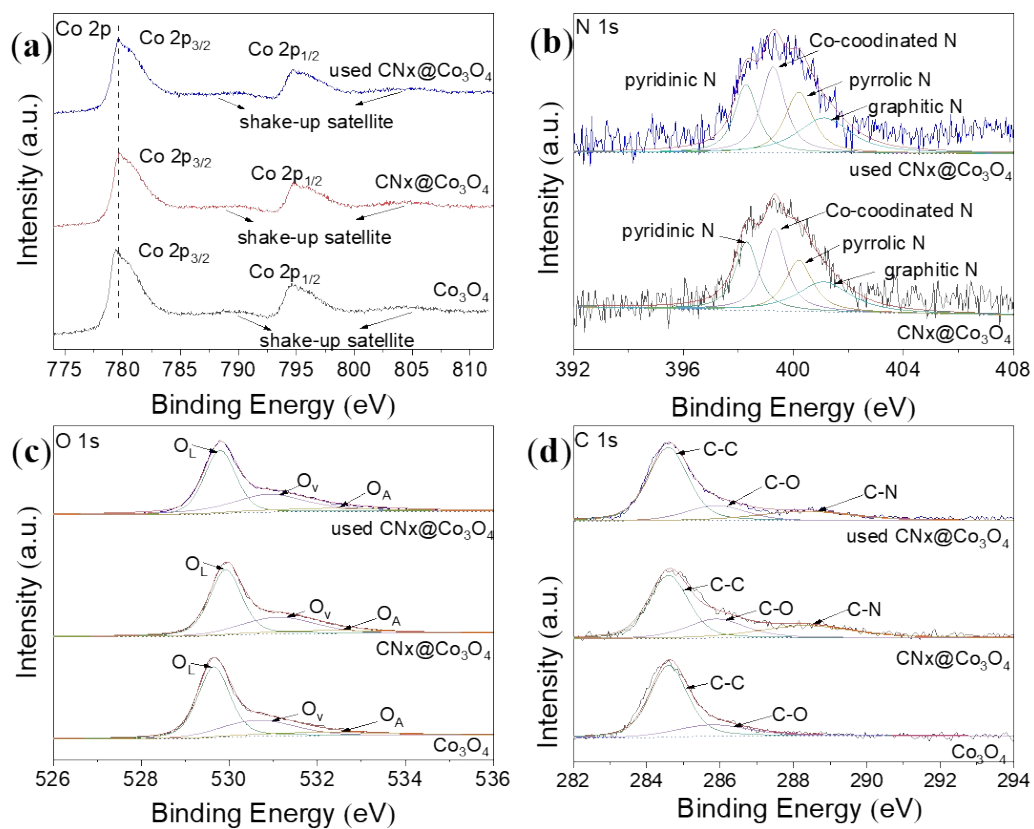 (a)
Co 2p
Co 2p3/2
Co 2p1/2
used CNx@Co3O4
shake-up satellite
Co 2p3/2
Co 2p1/2
CNx@Co3O4
shake-up satellite
Co 2p3/2
Co 2p1/2
Co3O4
shake-up satellite
Intensity (a.u.)
775 780 785 790 795 800 805 810
Binding Energy (eV)
(b)
N 1s
Co-coodinated N
pyridinic N
pyrrolic N
graphitic N
used CNx@Co3O4
Co-coodinated N
pyridinic N
pyrrolic N
graphitic N
CNx@Co3O4
Intensity (a.u.)
392 396 400 404 408
Binding Energy (eV)
(c)
O 1s
OL
Ov
OA
used CNx@Co3O4
OL
Ov
OA
CNx@Co3O4
OL
Ov
OA
Co3O4
Intensity (a.u.)
526 528 530 532 534 536
Binding Energy (eV)
(d)
C 1s
C-C
C-O
C-N
used CNx@Co3O4
C-C
C-O
C-N
CNx@Co3O4
C-C
C-O
Co3O4
Intensity (a.u.)
282 284 286 288 290 292 294
Binding Energy (eV)